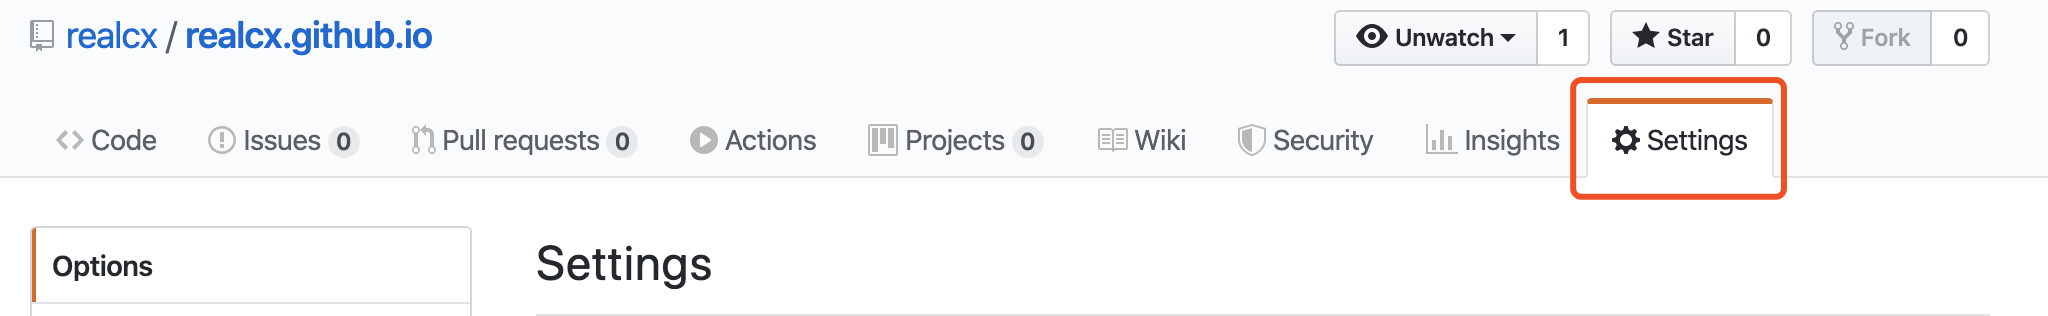 realcx / realcx.github.io Unwatch 1 Star 0 Fork 0
Code Issues 0 Pull requests 0 Actions Projects 0 Wiki Security Insights Settings
Options
Settings